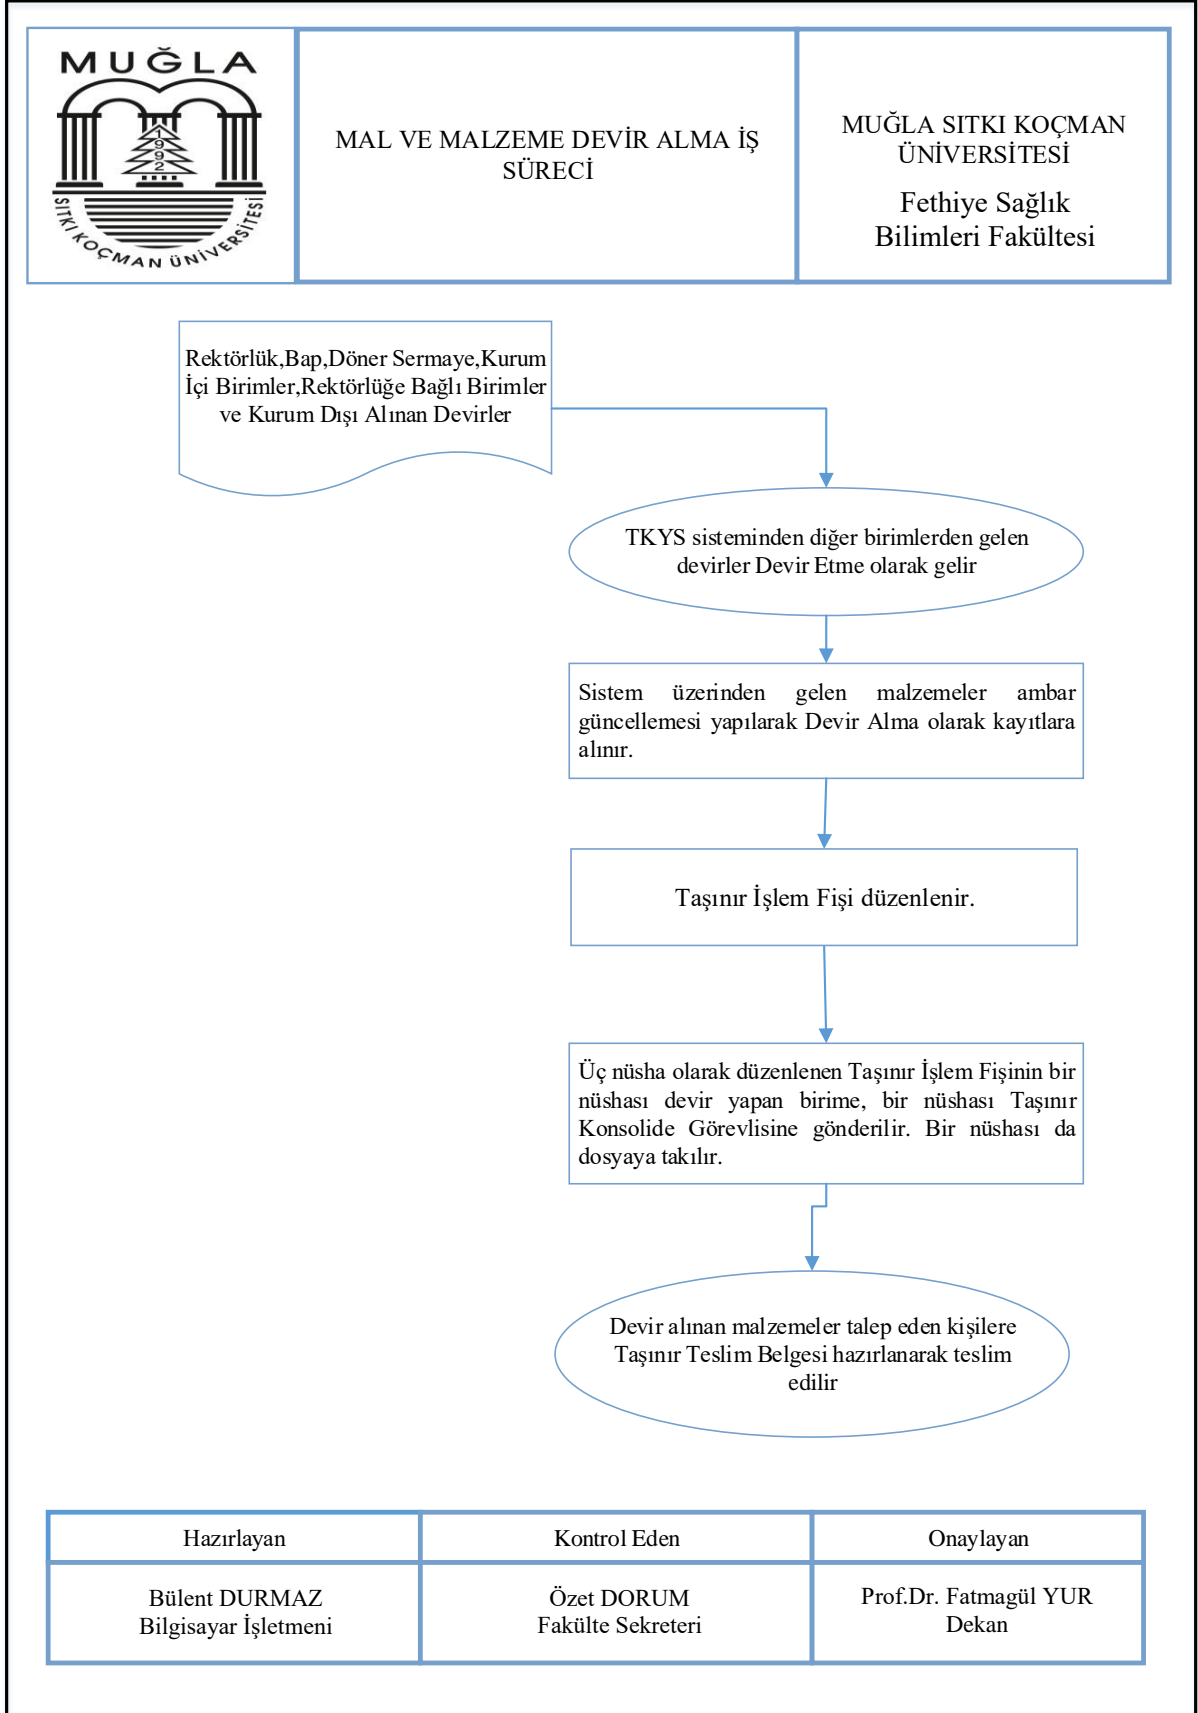 MUĞLA
1992
SITKI KOÇMAN ÜNİVERSİTESİ
MAL VE MALZEME DEVİR ALMA İŞ
SÜRECİ
MUĞLA SITKI KOÇMAN
ÜNİVERSİTESİ
Fethiye Sağlık
Bilimleri Fakültesi
Rektörlük,Bap,Döner Sermaye,Kurum
İçi Birimler,Rektörlüğe Bağlı Birimler
ve Kurum Dışı Alınan Devirler
TKYS sisteminden diğer birimlerden gelen
devirler Devir Etme olarak gelir
Sistem üzerinden gelen malzemeler ambar
güncellemesi yapılarak Devir Alma olarak kayıtlara
alınır.
Taşınır İşlem Fişi düzenlenir.
Üç nüsha olarak düzenlenen Taşınır İşlem Fişinin bir
nüshası devir yapan birime, bir nüshası Taşınır
Konsolide Görevlisine gönderilir. Bir nüshası da
dosyaya takılır.
Devir alınan malzemeler talep eden kişilere
Taşınır Teslim Belgesi hazırlanarak teslim
edilir
Hazırlayan
Kontrol Eden
Onaylayan
Bülent DURMAZ
Bilgisayar İşletmeni
Özet DORUM
Fakülte Sekreteri
Prof.Dr. Fatmagül YUR
Dekan